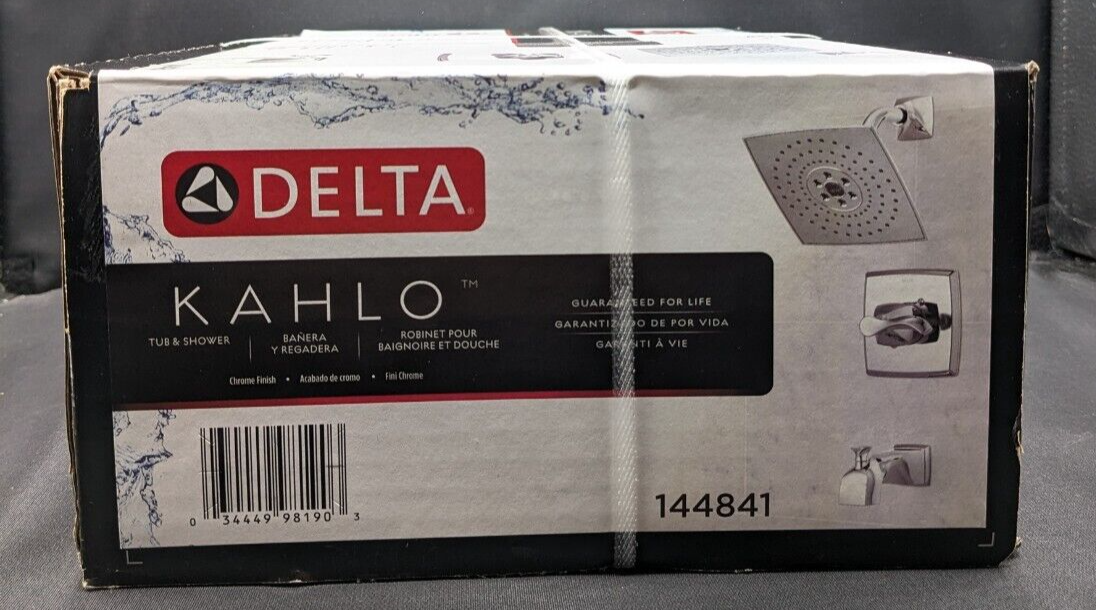 DELTA®
KAHLO™
TUB & SHOWER
BAÑERA
Y REGADERA
ROBINET POUR
BAIGNOIRE ET DOUCHE
Chrome Finish • Acabado de cromo • Fini Chrome
GUARANTEED FOR LIFE
GARANTIZADO DE POR VIDA
GARANTI À VIE
0 34449 98190 3
144841